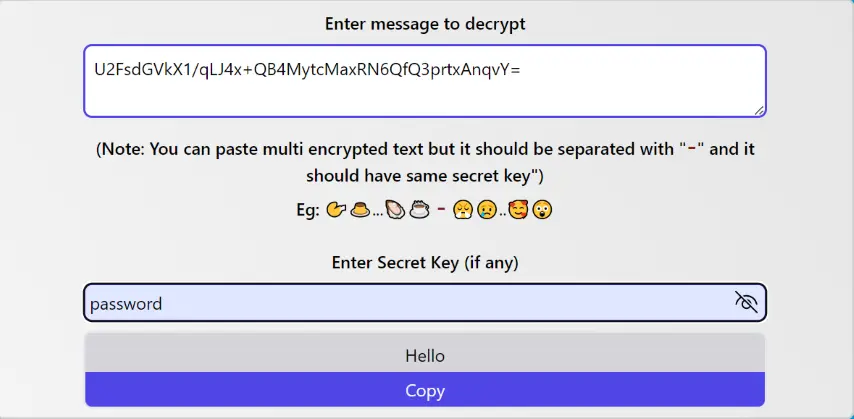 Enter message to decrypt
U2FsdGVkX1/qLJ4x+QB4MytcMaxRN6QfQ3prtxAnqvY=
(Note: You can paste multi encrypted text but it should be separated with "-" and it
should have same secret key")
Eg: 🧀🍮...🦪☕ - 😤😢..🥰😲
Enter Secret Key (if any)
password
Hello
Copy